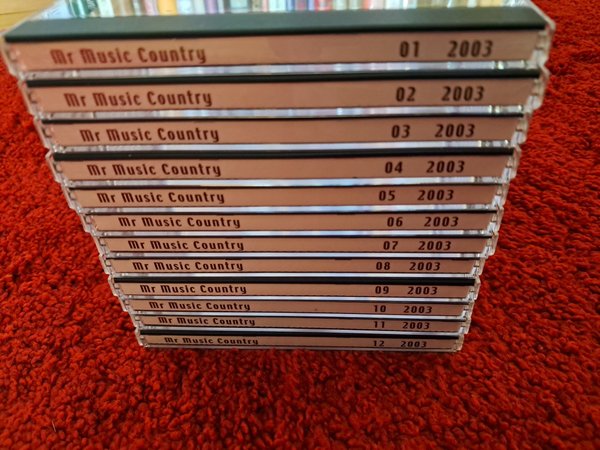 Mr Music Country 01 2003
Mr Music Country 02 2003
Mr Music Country 03 2003
Mr Music Country 04 2003
Mr Music Country 05 2003
Mr Music Country 06 2003
Mr Music Country 07 2003
Mr Music Country 08 2003
Mr Music Country 09 2003
Mr Music Country 10 2003
Mr Music Country 11 2003
Mr Music Country 12 2003